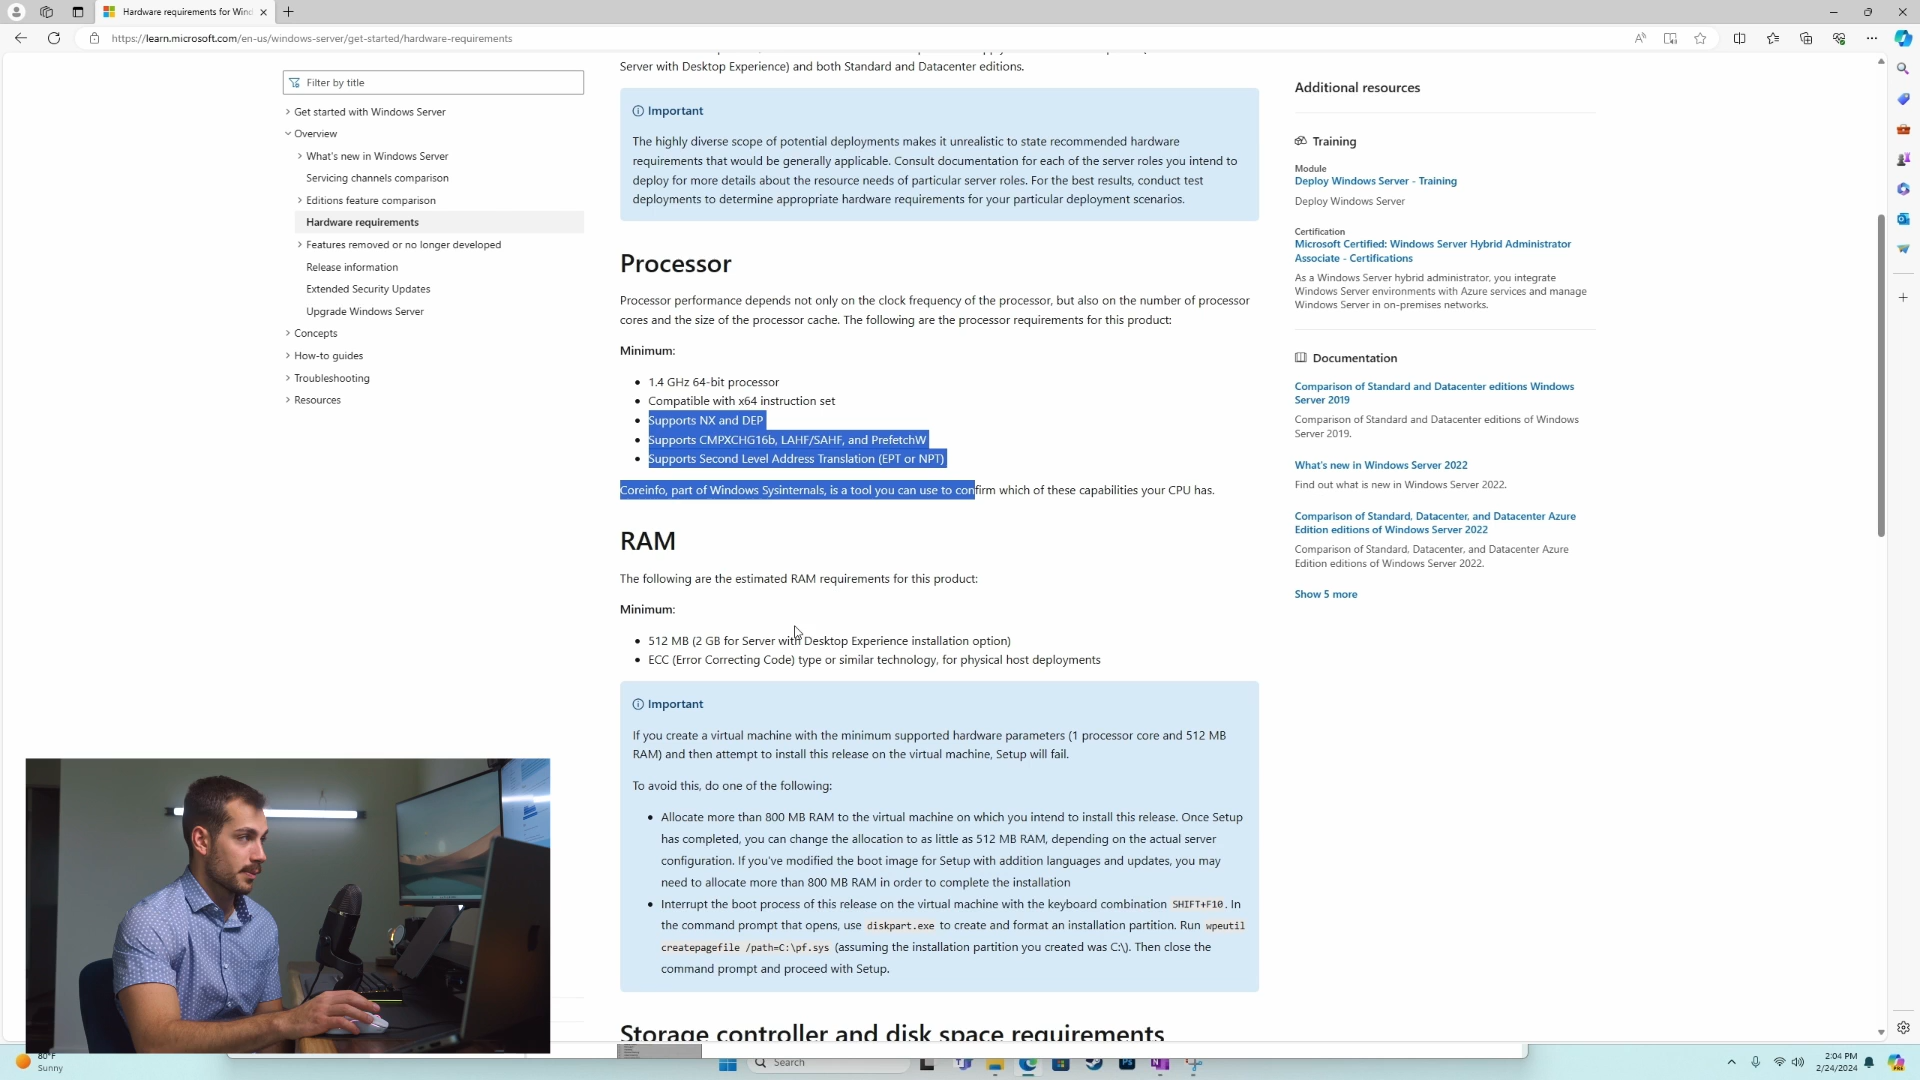 Hardware requirements for Wind
https://learn.microsoft.com/en-us/windows-server/get-started/hardware-requirements
Filter by title
Get started with Windows Server
Overview
What's new in Windows Server
Servicing channels comparison
Editions feature comparison
Hardware requirements
Features removed or no longer developed
Release information
Extended Security Updates
Upgrade Windows Server
Concepts
How-to guides
Troubleshooting
Resources
Server with Desktop Experience) and both Standard and Datacenter editions.
Important
The highly diverse scope of potential deployments makes it unrealistic to state recommended hardware
requirements that would be generally applicable. Consult documentation for each of the server roles you intend to
deploy for more details about the resource needs of particular server roles. For the best results, conduct test
deployments to determine appropriate hardware requirements for your particular deployment scenarios.
Processor
Processor performance depends not only on the clock frequency of the processor, but also on the number of processor
cores and the size of the processor cache. The following are the processor requirements for this product:
Minimum:
• 1.4 GHz 64-bit processor
• Compatible with x64 instruction set
• Supports NX and DEP
• Supports CMPXCHG16b, LAHF/SAHF, and PrefetchW
• Supports Second Level Address Translation (EPT or NPT)
Coreinfo, part of Windows Sysinternals, is a tool you can use to confirm which of these capabilities your CPU has.
RAM
The following are the estimated RAM requirements for this product:
Minimum:
• 512 MB (2 GB for Server with Desktop Experience installation option)
• ECC (Error Correcting Code) type or similar technology, for physical host deployments
Important
If you create a virtual machine with the minimum supported hardware parameters (1 processor core and 512 MB
RAM) and then attempt to install this release on the virtual machine, Setup will fail.
To avoid this, do one of the following:
• Allocate more than 800 MB RAM to the virtual machine on which you intend to install this release. Once Setup
has completed, you can change the allocation to as little as 512 MB RAM, depending on the actual server
configuration. If you've modified the boot image for Setup with addition languages and updates, you may
need to allocate more than 800 MB RAM in order to complete the installation
• Interrupt the boot process of this release on the virtual machine with the keyboard combination SHIFT+F10. In
the command prompt that opens, use diskpart.exe to create and format an installation partition. Run wpeutil
createpagefile /path=C:\pf.sys (assuming the installation partition you created was C:\). Then close the
command prompt and proceed with Setup.
Storage controller and disk space requirements
Additional resources
Training
Module
Deploy Windows Server - Training
Deploy Windows Server
Certification
Microsoft Certified: Windows Server Hybrid Administrator
Associate - Certifications
As a Windows Server hybrid administrator, you integrate
Windows Server environments with Azure services and manage
Windows Server in on-premises networks.
Documentation
Comparison of Standard and Datacenter editions Windows
Server 2019
Comparison of Standard and Datacenter editions of Windows
Server 2019.
What's new in Windows Server 2022
Find out what is new in Windows Server 2022.
Comparison of Standard, Datacenter, and Datacenter Azure
Edition editions of Windows Server 2022
Comparison of Standard, Datacenter, and Datacenter Azure
Edition editions of Windows Server 2022.
Show 5 more
80°F
Sunny
Search
2:04 PM
2/24/2024